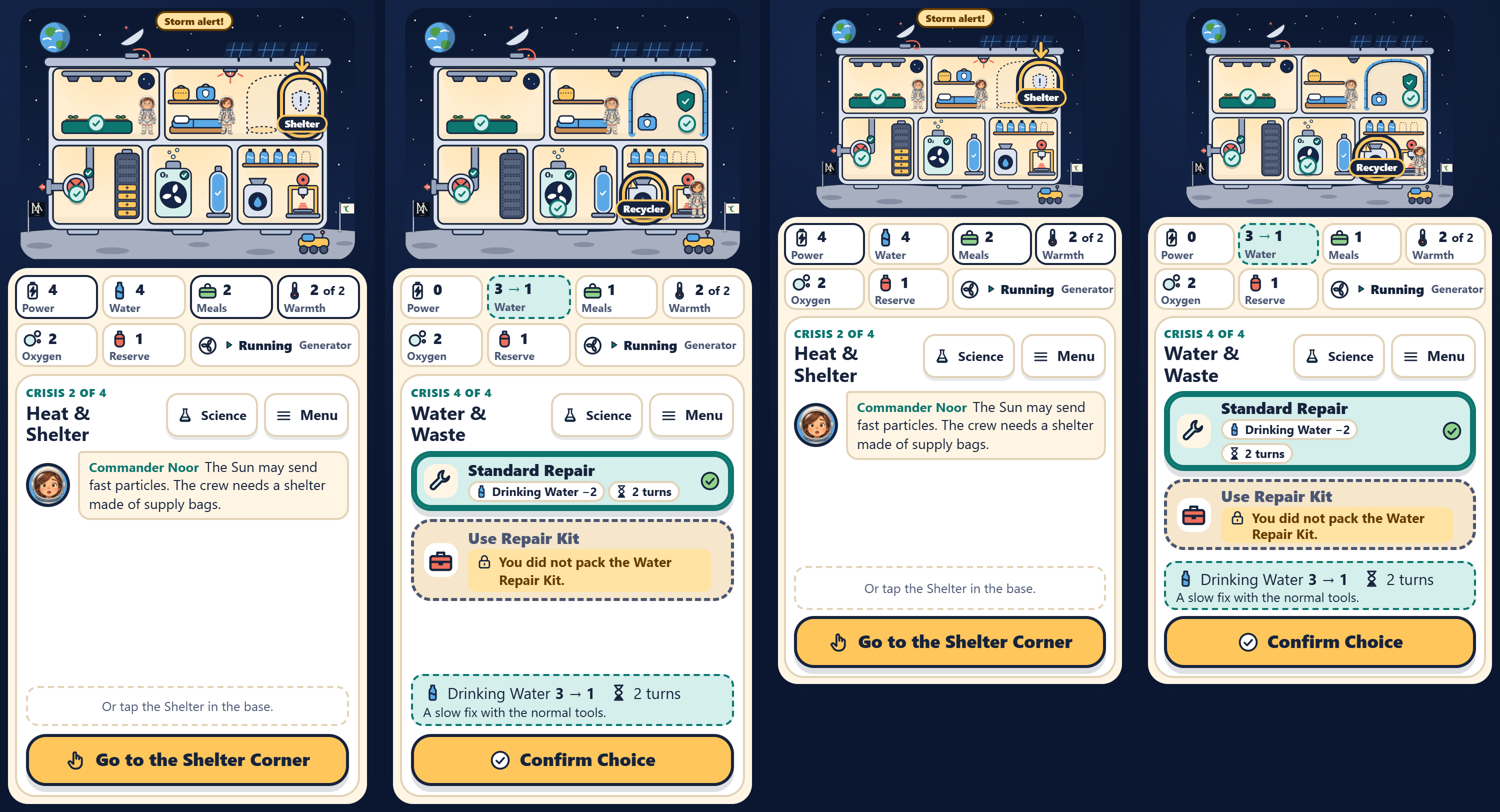 Storm alert!
Shelter
O₂
4
Power
4
Water
2
Meals
2 of 2
Warmth
2
Oxygen
1
Reserve
Running Generator
CRISIS 2 OF 4
Heat &
Shelter
Science
Menu
Commander Noor The Sun may send
fast particles. The crew needs a shelter
made of supply bags.
Or tap the Shelter in the base.
Go to the Shelter Corner
O₂
Recycler
0
Power
3 → 1
Water
1
Meals
2 of 2
Warmth
2
Oxygen
1
Reserve
Running Generator
CRISIS 4 OF 4
Water &
Waste
Science
Menu
Standard Repair
Drinking Water −2
2 turns
Use Repair Kit
You did not pack the Water
Repair Kit.
Drinking Water 3 → 1 2 turns
A slow fix with the normal tools.
Confirm Choice
Storm alert!
Shelter
O₂
4
Power
4
Water
2
Meals
2 of 2
Warmth
2
Oxygen
1
Reserve
Running Generator
CRISIS 2 OF 4
Heat &
Shelter
Science
Menu
Commander Noor The Sun may send
fast particles. The crew needs a shelter
made of supply bags.
Or tap the Shelter in the base.
Go to the Shelter Corner
O₂
Recycler
0
Power
3 → 1
Water
1
Meals
2 of 2
Warmth
2
Oxygen
1
Reserve
Running Generator
CRISIS 4 OF 4
Water &
Waste
Science
Menu
Standard Repair
Drinking Water −2
2 turns
Use Repair Kit
You did not pack the Water
Repair Kit.
Drinking Water 3 → 1 2 turns
A slow fix with the normal tools.
Confirm Choice